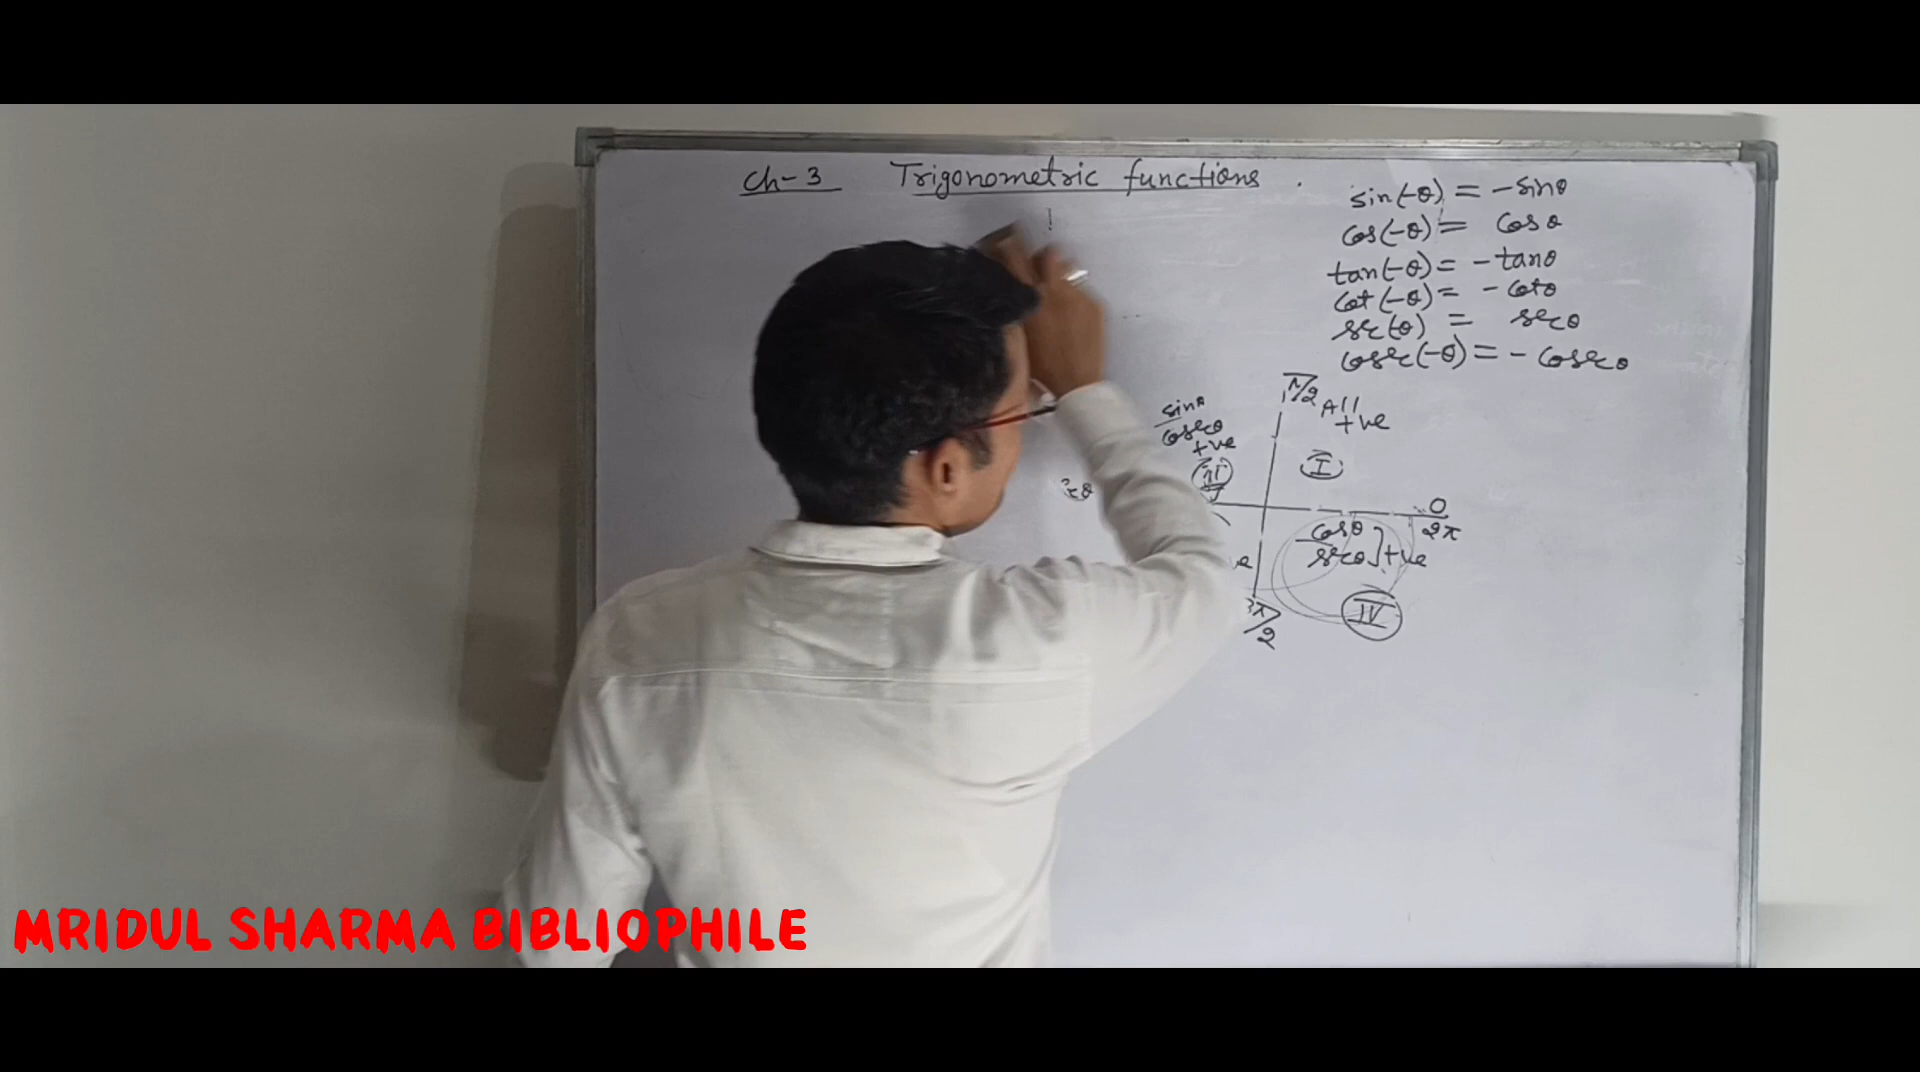 Ch-3 Trigonometric functions
sin(-θ) = -sinθ
cos(-θ) = cosθ
tan(-θ) = -tanθ
cot(-θ) = -cotθ
sec(-θ) = secθ
cosec(-θ) = -cosecθ
π/2
All
+ve
sinθ
cosecθ
+ve
II
I
0
2π
cosθ
secθ] +ve
IV
3π/2
MRIDUL SHARMA BIBLIOPHILE